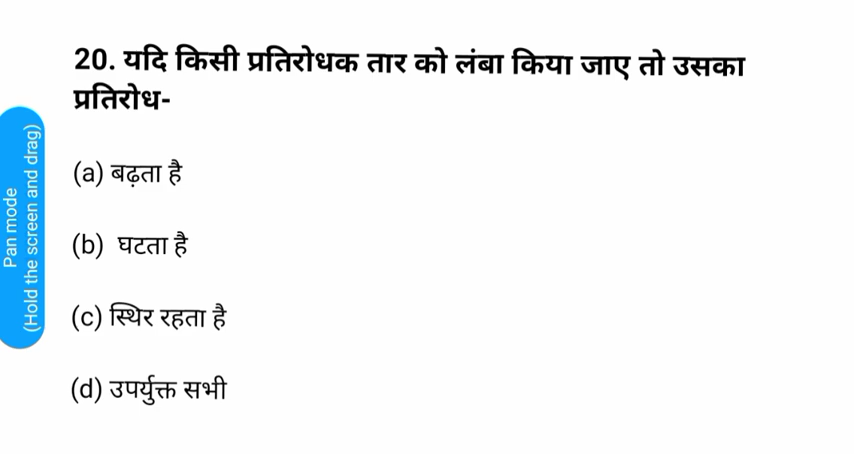 20. यदि किसी प्रतिरोधक तार को लंबा किया जाए तो उसका
प्रतिरोध-
(a) बढ़ता है
(b) घटता है
(c) स्थिर रहता है
(d) उपर्युक्त सभी
Pan mode
(Hold the screen and drag)